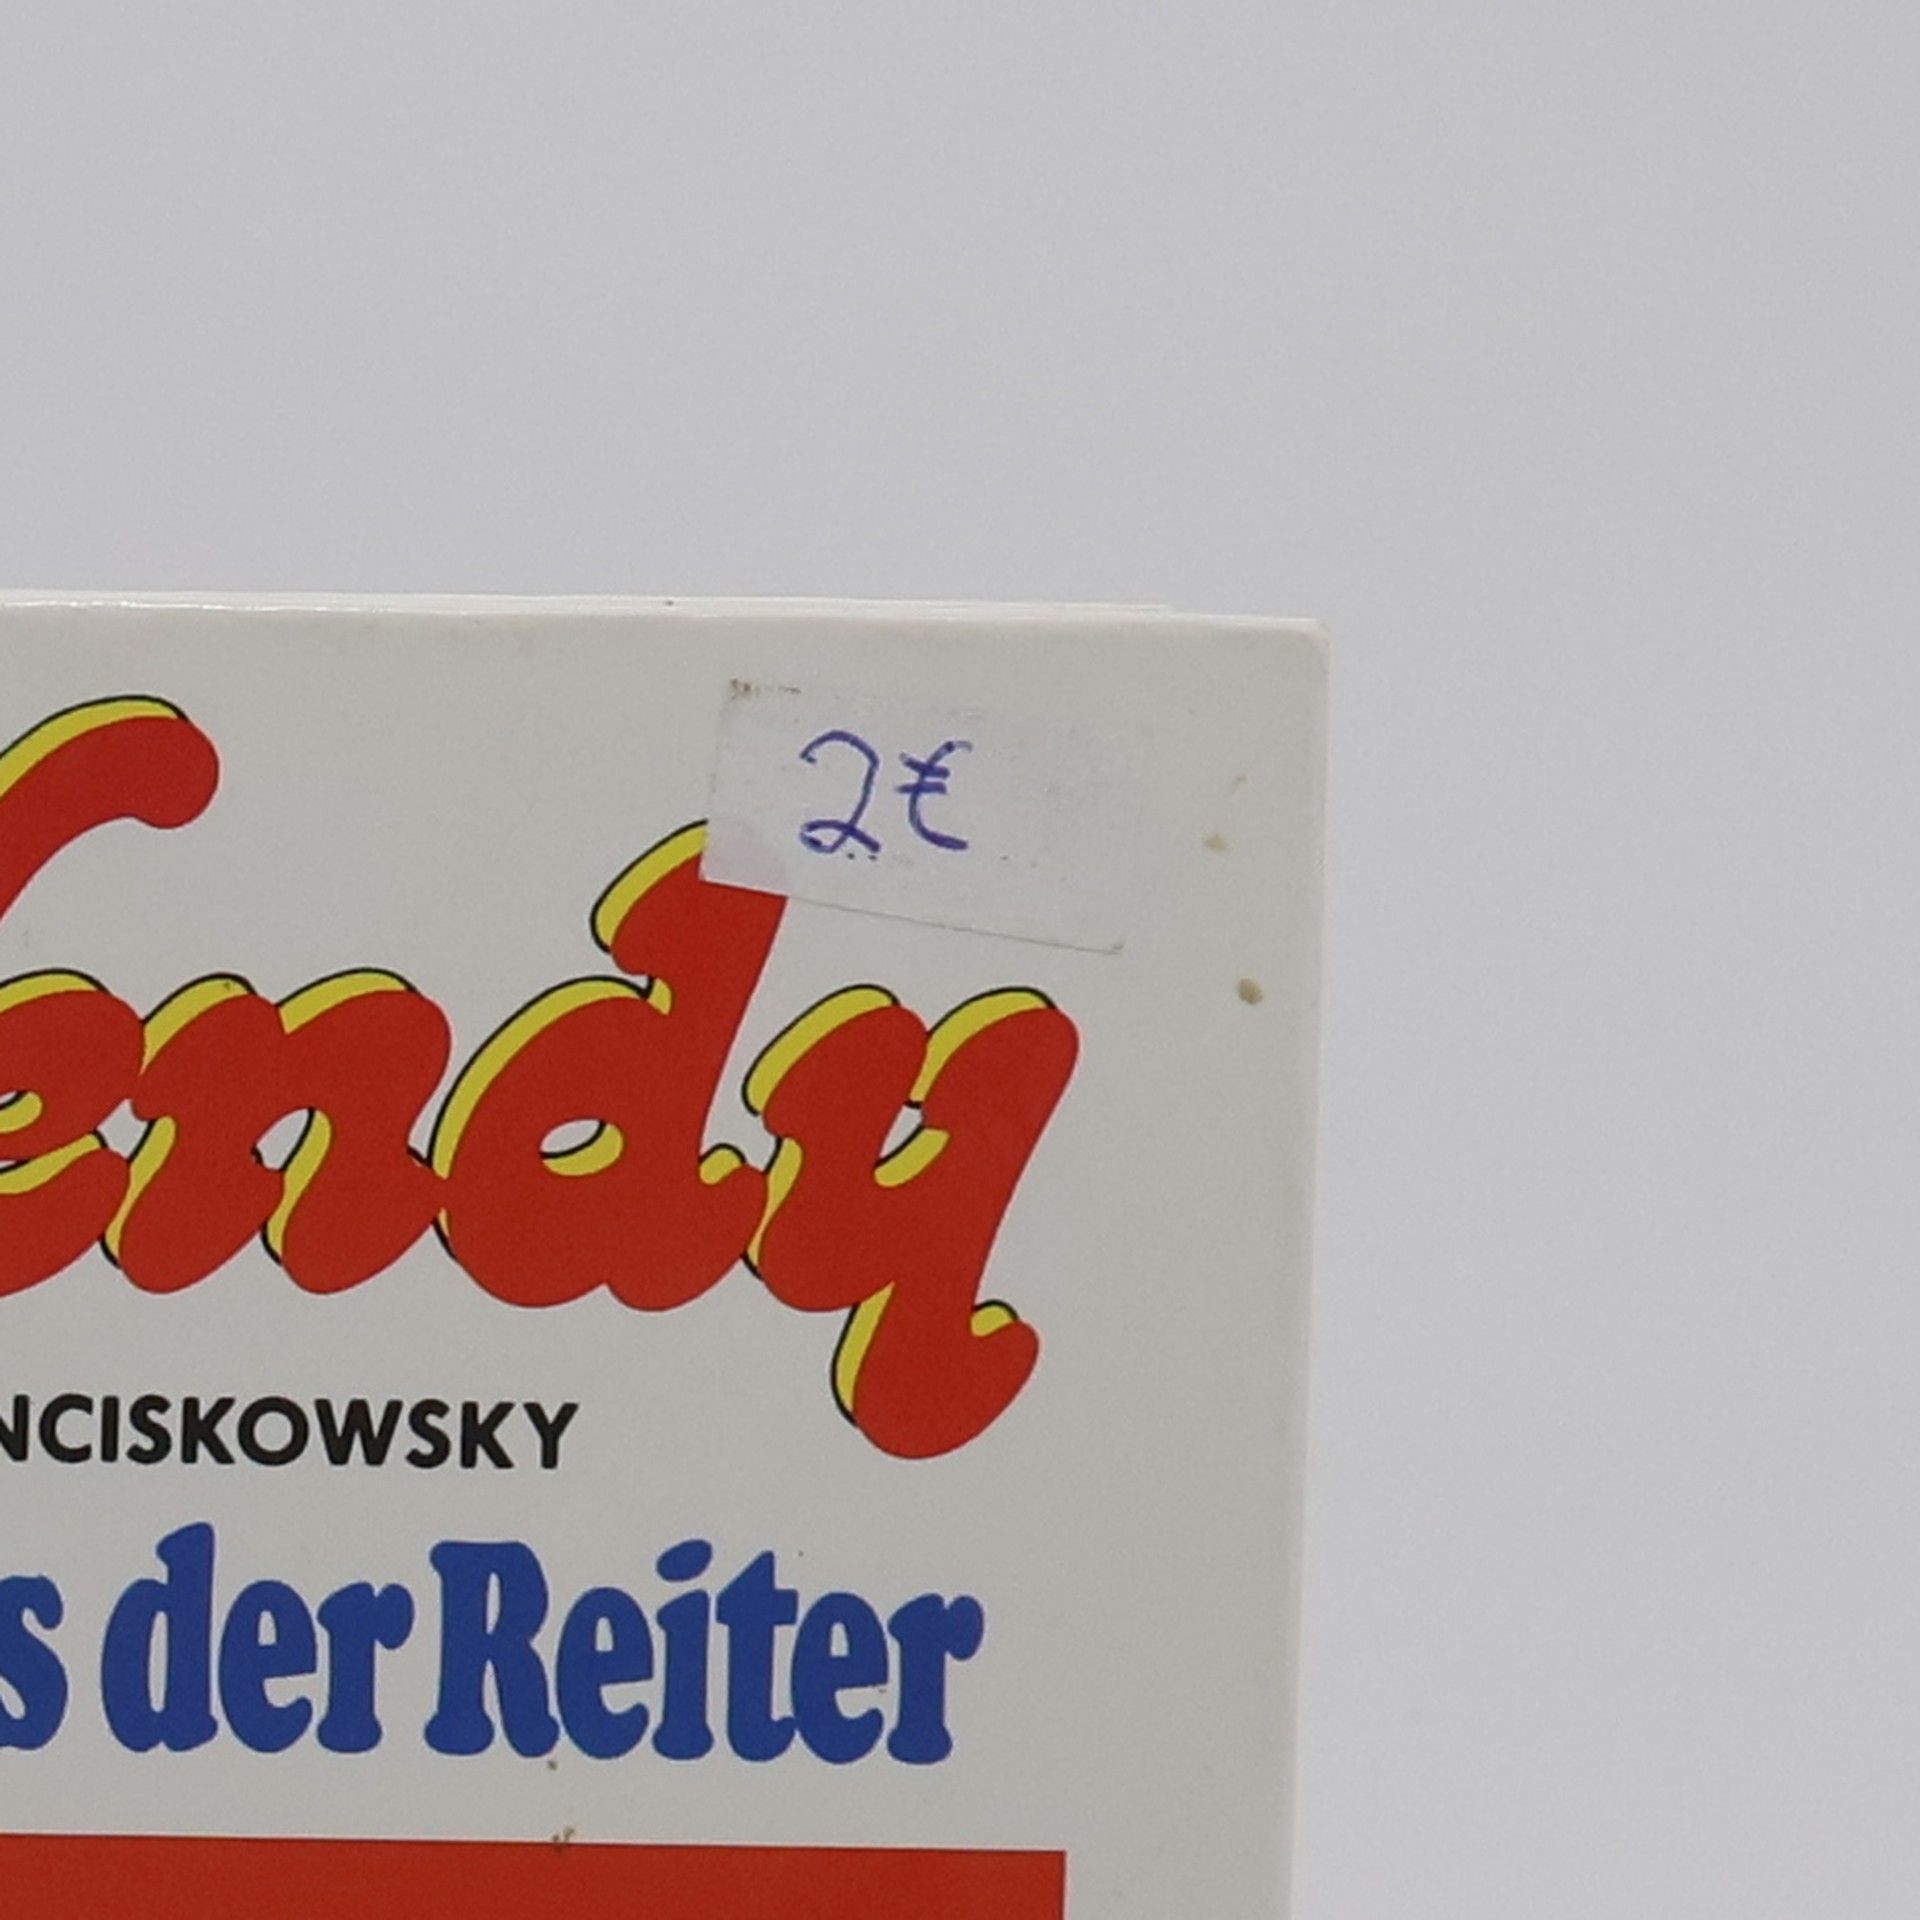 2€
endy
NCISKOWSKY
s der Reiter